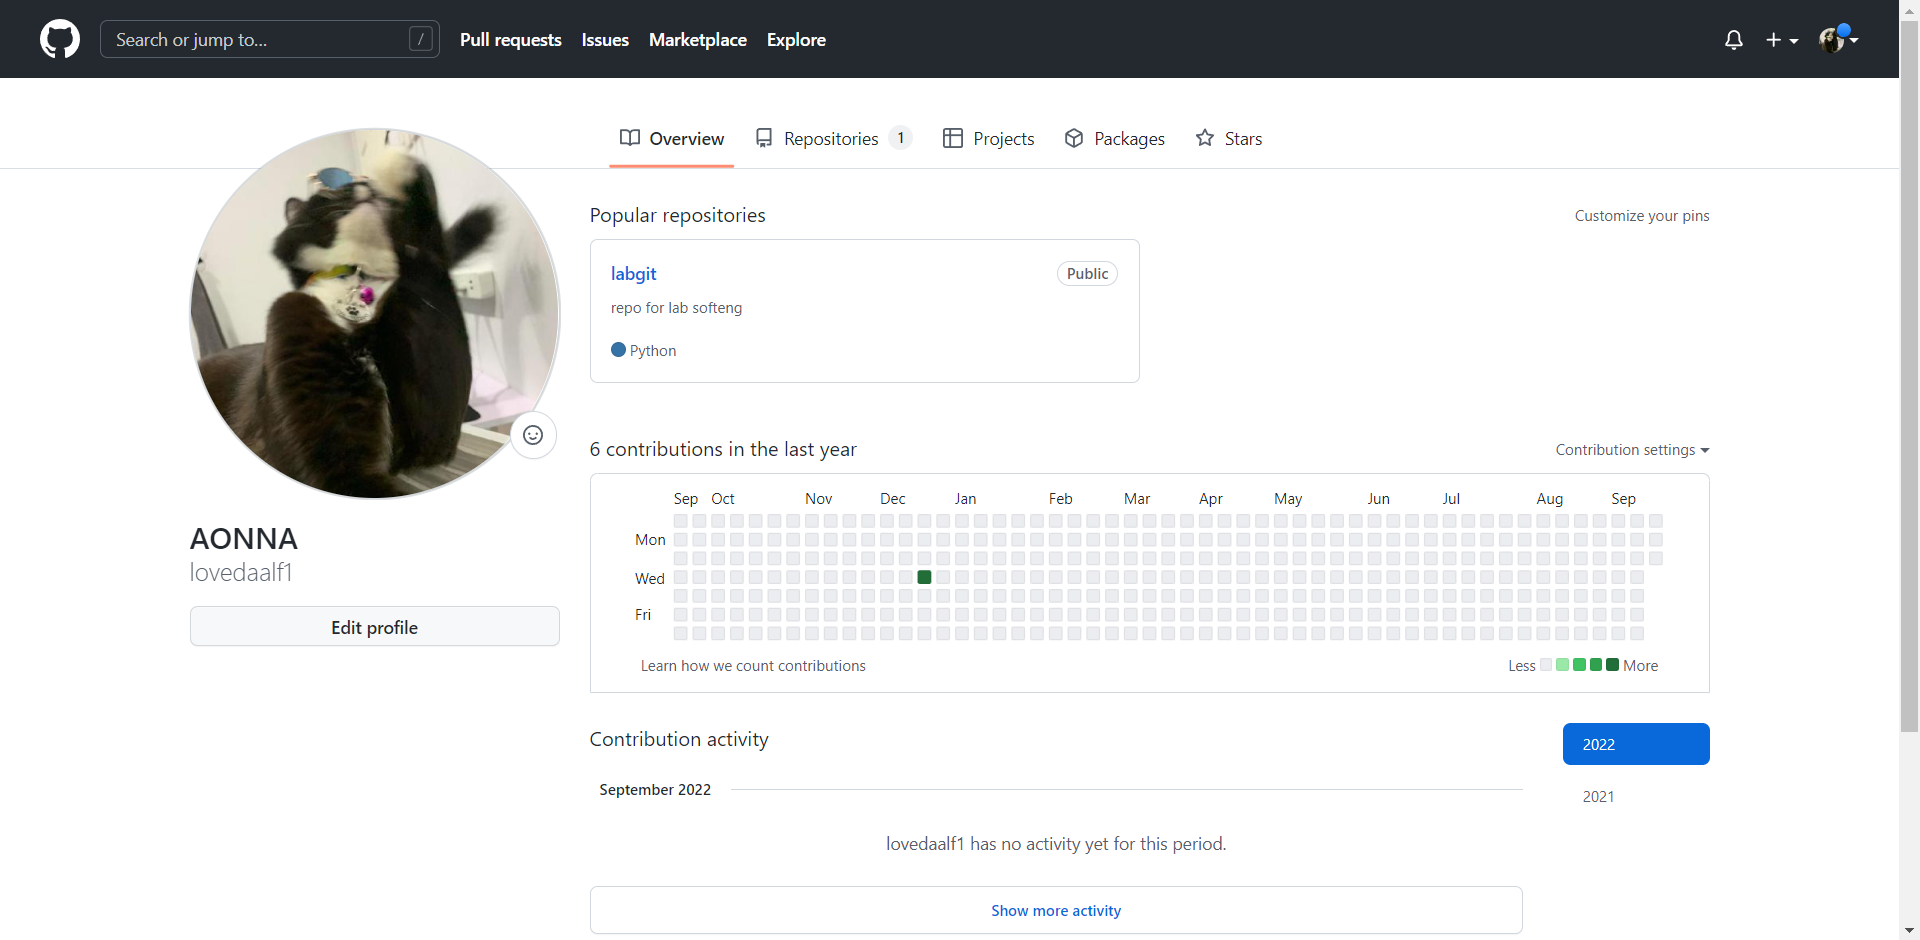 Search or jump to... /
Pull requests Issues Marketplace Explore
Overview Repositories 1 Projects Packages Stars
Popular repositories
Customize your pins
labgit Public
repo for lab softeng
Python
6 contributions in the last year
Contribution settings
Sep Oct Nov Dec Jan Feb Mar Apr May Jun Jul Aug Sep
Mon
Wed
Fri
Learn how we count contributions
Less More
AONNA
lovedaalf1
Edit profile
Contribution activity
2022
2021
September 2022
lovedaalf1 has no activity yet for this period.
Show more activity